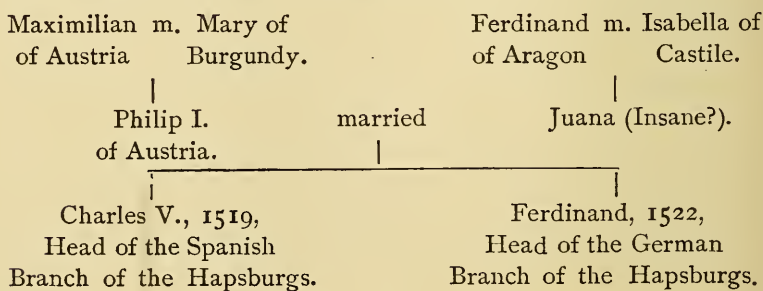 Maximilian m. Mary of Ferdinand m. Isabella of
of Austria Burgundy. of Aragon Castile.
Philip I. married Juana (Insane?).
of Austria.
Charles V., 1519, Ferdinand, 1522,
Head of the Spanish Head of the German
Branch of the Hapsburgs. Branch of the Hapsburgs.